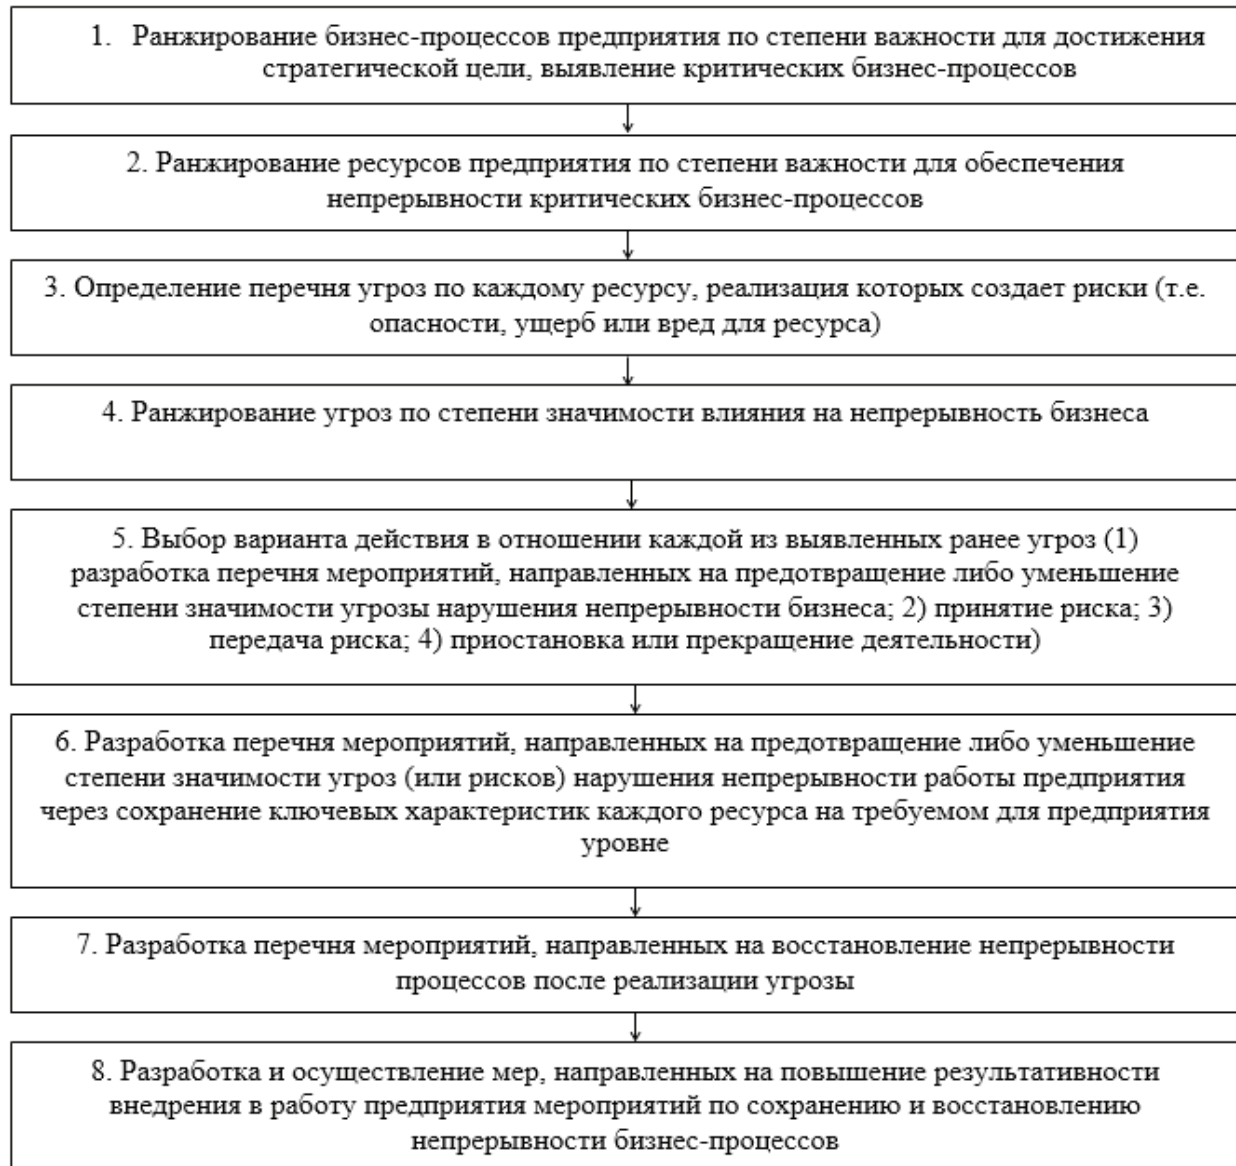 1. Ранжирование бизнес-процессов предприятия по степени важности для достижения
стратегической цели, выявление критических бизнес-процессов
2. Ранжирование ресурсов предприятия по степени важности для обеспечения
непрерывности критических бизнес-процессов
3. Определение перечня угроз по каждому ресурсу, реализация которых создает риски (т.е.
опасности, ущерб или вред для ресурса)
4. Ранжирование угроз по степени значимости влияния на непрерывность бизнеса
5. Выбор варианта действия в отношении каждой из выявленных ранее угроз (1)
разработка перечня мероприятий, направленных на предотвращение либо уменьшение
степени значимости угрозы нарушения непрерывности бизнеса; 2) принятие риска; 3)
передача риска; 4) приостановка или прекращение деятельности)
6. Разработка перечня мероприятий, направленных на предотвращение либо уменьшение
степени значимости угроз (или рисков) нарушения непрерывности работы предприятия
через сохранение ключевых характеристик каждого ресурса на требуемом для предприятия
уровне
7. Разработка перечня мероприятий, направленных на восстановление непрерывности
процессов после реализации угрозы
8. Разработка и осуществление мер, направленных на повышение результативности
внедрения в работу предприятия мероприятий по сохранению и восстановлению
непрерывности бизнес-процессов